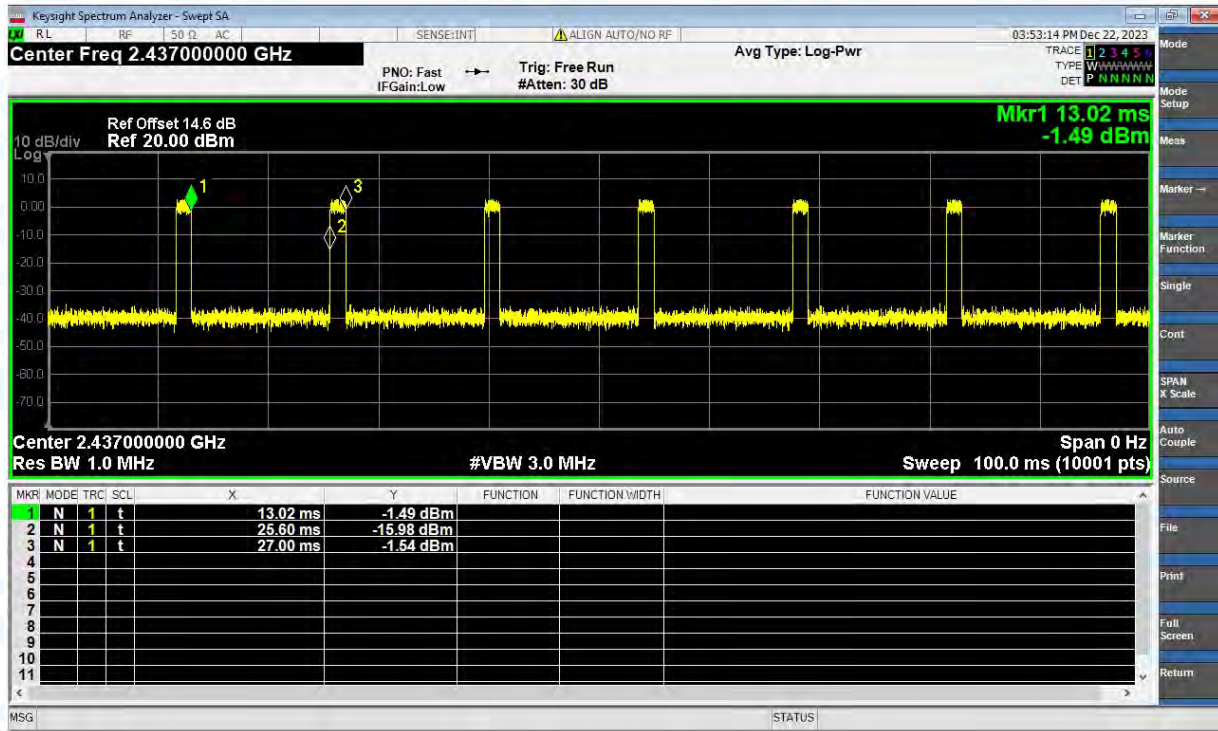 Keysight Spectrum Analyzer - Swept SA
RL RF 50 Ω AC SENSE:INT ALIGN AUTO/NO RF 03:53:14 PM Dec 22, 2023
Center Freq 2.437000000 GHz
PNO: Fast
IFGain:Low
Trig: Free Run
#Atten: 30 dB
Avg Type: Log-Pwr
TRACE 1 2 3 4 5 6
TYPE WWWWWW
DET P N N N N N
Mkr1 13.02 ms
-1.49 dBm
Ref Offset 14.6 dB
10 dB/div Ref 20.00 dBm
Log
10.0
0.00
-10.0
-20.0
-30.0
-40.0
-50.0
-60.0
-70.0
1
3
2
Center 2.437000000 GHz Span 0 Hz
Res BW 1.0 MHz #VBW 3.0 MHz Sweep 100.0 ms (10001 pts)
MKR MODE TRC SCL X Y FUNCTION FUNCTION WIDTH FUNCTION VALUE
1 N 1 t 13.02 ms -1.49 dBm
2 N 1 t 25.60 ms -15.98 dBm
3 N 1 t 27.00 ms -1.54 dBm
4
5
6
7
8
9
10
11
MSG STATUS
Mode
Mode
Setup
Meas
Marker→
Marker
Function
Single
Cont
SPAN
X Scale
Auto
Couple
Source
File
Print
Full
Screen
Return